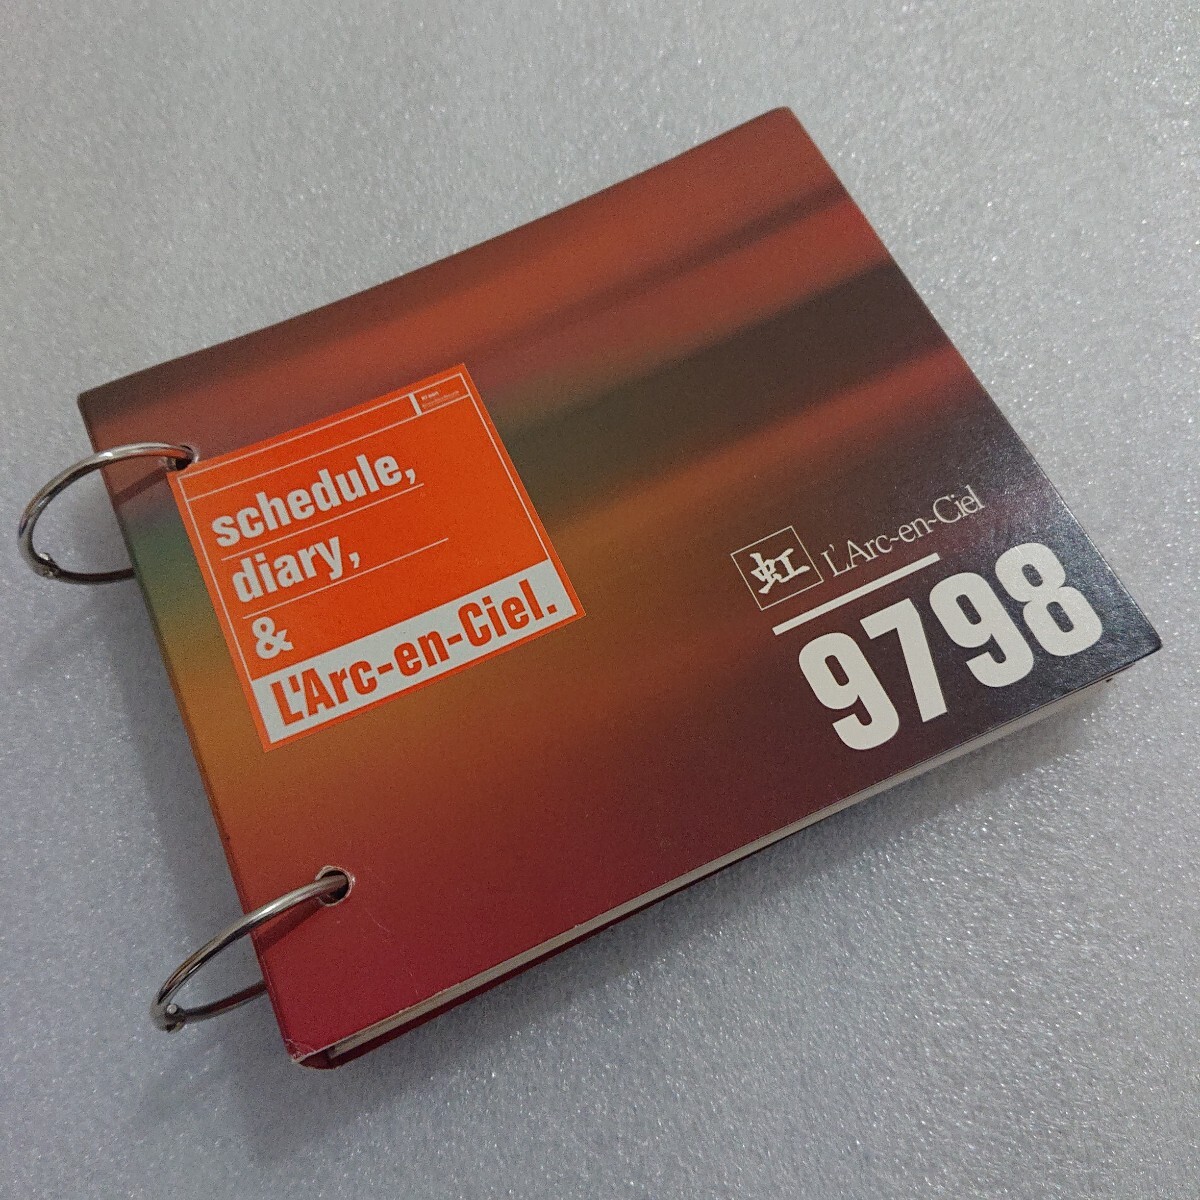 schedule,
diary,
&
L'Arc-en-Ciel.
虹
L'Arc~en~Ciel
9798